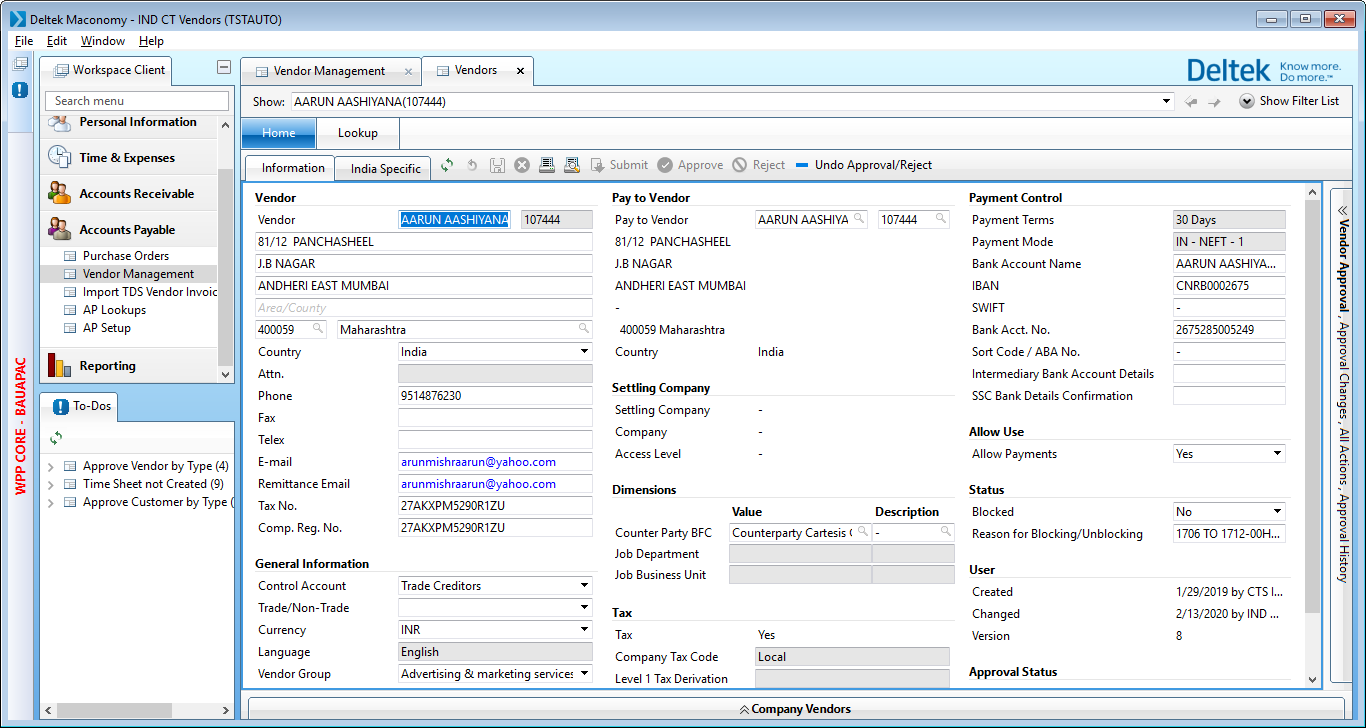 Deltek Maconomy - IND CT Vendors (TSTAUTO)
File Edit Window Help
Workspace Client
Search menu
Personal Information
Time & Expenses
Accounts Receivable
Accounts Payable
Purchase Orders
Vendor Management
Import TDS Vendor Invoic
AP Lookups
AP Setup
Reporting
WPP CORE - BAUAPAC
To-Dos
Approve Vendor by Type (4)
Time Sheet not Created (9)
Approve Customer by Type (
Vendor Management Vendors
Deltek Know more.
Do more.™
Show: AARUN AASHIYANA(107444) Show Filter List
Home Lookup
Information India Specific Submit Approve Reject Undo Approval/Reject
Vendor
Vendor AARUN AASHIYANA 107444
81/12 PANCHASHEEL
J.B NAGAR
ANDHERI EAST MUMBAI
Area/County
400059 Maharashtra
Country India
Attn.
Phone 9514876230
Fax
Telex
E-mail arunmishraarun@yahoo.com
Remittance Email arunmishraarun@yahoo.com
Tax No. 27AKXPM5290R1ZU
Comp. Reg. No. 27AKXPM5290R1ZU
General Information
Control Account Trade Creditors
Trade/Non-Trade
Currency INR
Language English
Vendor Group Advertising & marketing services
Pay to Vendor
Pay to Vendor AARUN AASHIYA 107444
81/12 PANCHASHEEL
J.B NAGAR
ANDHERI EAST MUMBAI
-
400059 Maharashtra
Country India
Settling Company
Settling Company -
Company -
Access Level -
Dimensions
Value Description
Counter Party BFC Counterparty Cartesis -
Job Department
Job Business Unit
Tax
Tax Yes
Company Tax Code Local
Level 1 Tax Derivation
Payment Control
Payment Terms 30 Days
Payment Mode IN - NEFT - 1
Bank Account Name AARUN AASHIYA...
IBAN CNRB0002675
SWIFT -
Bank Acct. No. 2675285005249
Sort Code / ABA No. -
Intermediary Bank Account Details
SSC Bank Details Confirmation
Allow Use
Allow Payments Yes
Status
Blocked No
Reason for Blocking/Unblocking 1706 TO 1712-00H...
User
Created 1/29/2019 by CTS I...
Changed 2/13/2020 by IND ...
Version 8
Approval Status
Vendor Approval , Approval Changes , All Actions , Approval History
Company Vendors